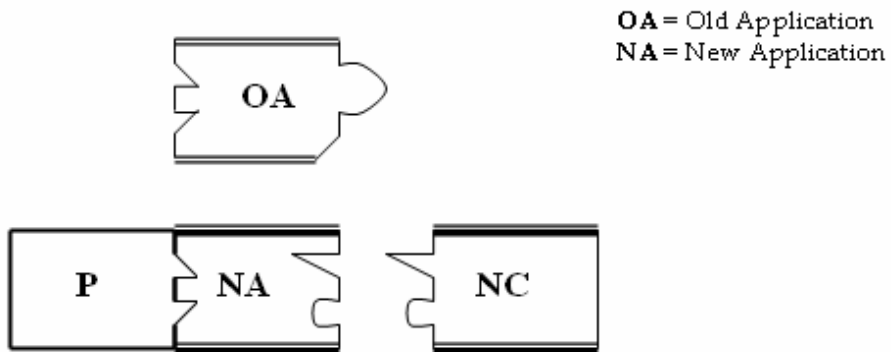 OA = Old Application
NA = New Application
OA
P
NA
NC